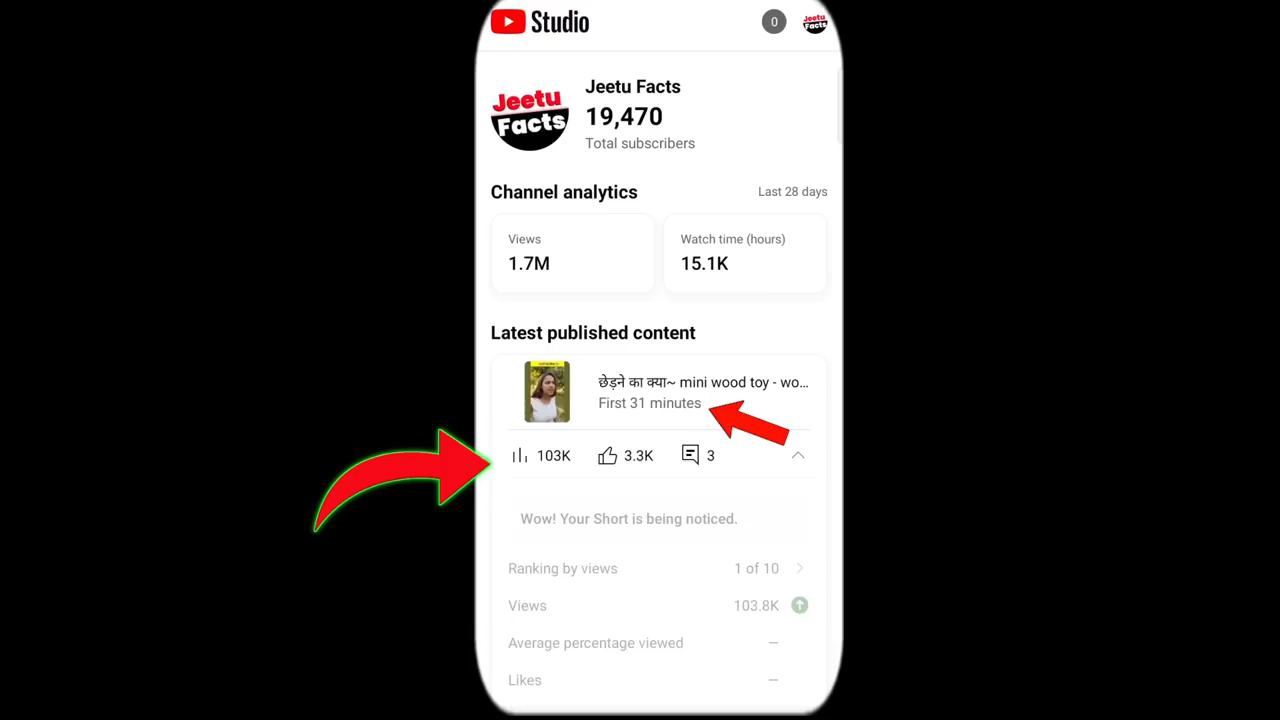 Studio
0
Jeetu
Facts
Jeetu Facts
Jeetu
Facts
19,470
Total subscribers
Channel analytics
Last 28 days
Views
Watch time (hours)
1.7M
15.1K
Latest published content
छेड़ने का क्या~ mini wood toy - wo...
First 31 minutes
103K
3.3K
3
Wow! Your Short is being noticed.
Ranking by views
1 of 10
Views
103.8K
Average percentage viewed
—
Likes
—